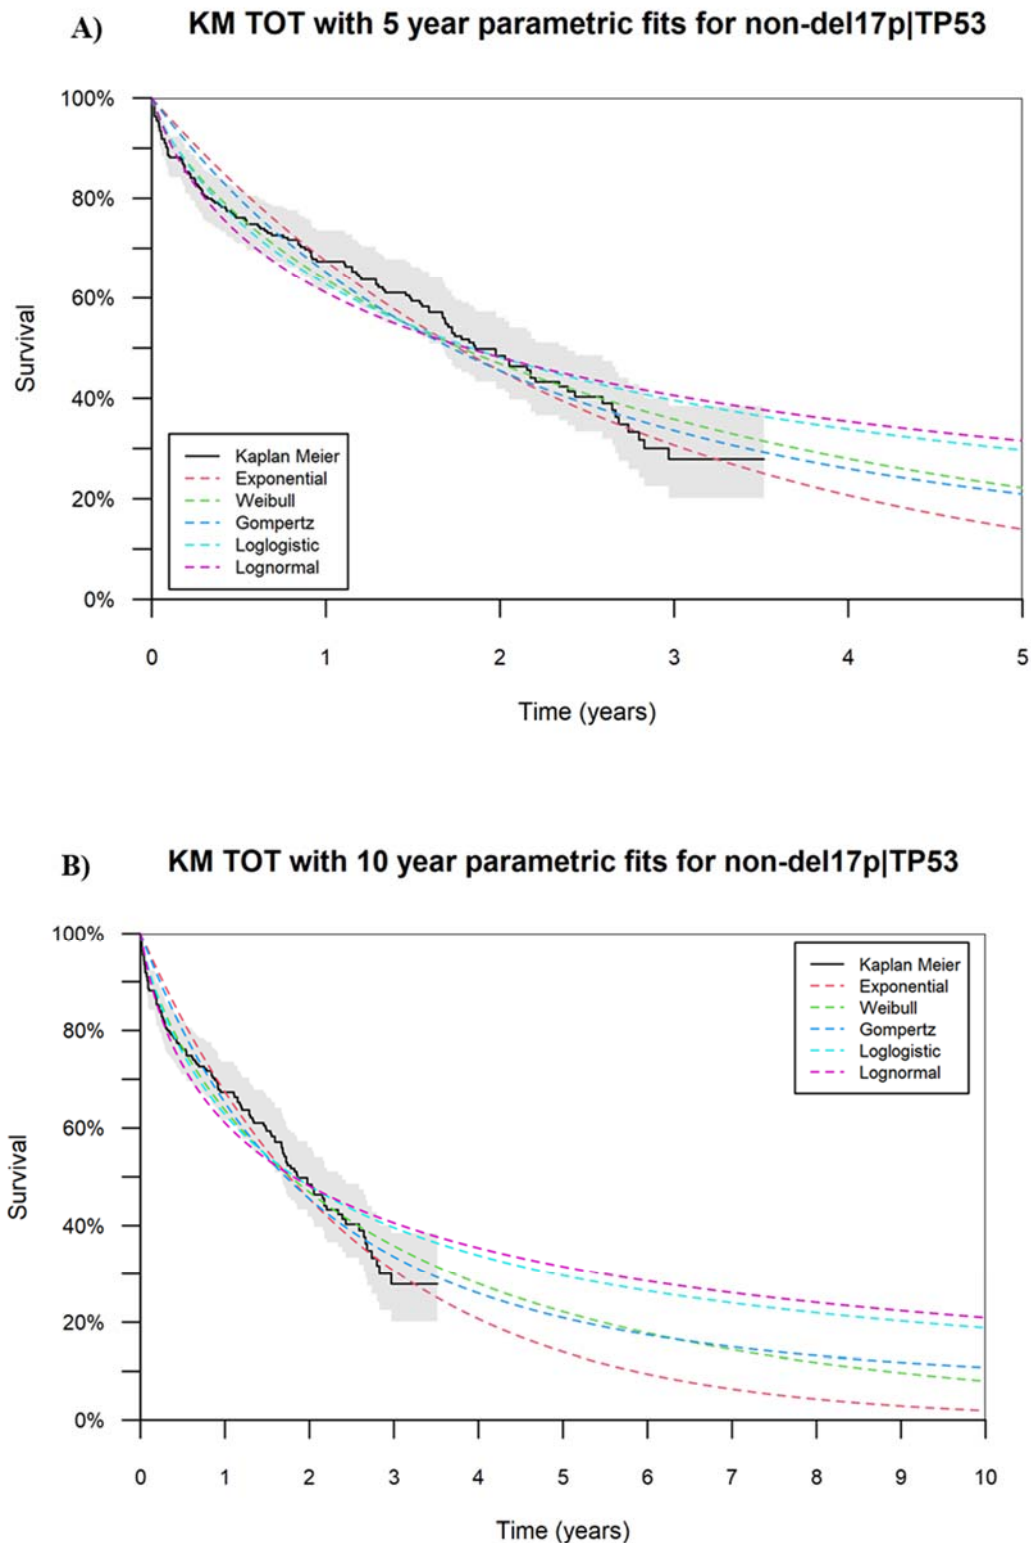 A) KM TOT with 5 year parametric fits for non-del17p|TP53
100%
80%
60%
40%
20%
0%
Survival
Kaplan Meier
Exponential
Weibull
Gompertz
Loglogistic
Lognormal
0 1 2 3 4 5
Time (years)
B) KM TOT with 10 year parametric fits for non-del17p|TP53
100%
80%
60%
40%
20%
0%
Survival
Kaplan Meier
Exponential
Weibull
Gompertz
Loglogistic
Lognormal
0 1 2 3 4 5 6 7 8 9 10
Time (years)